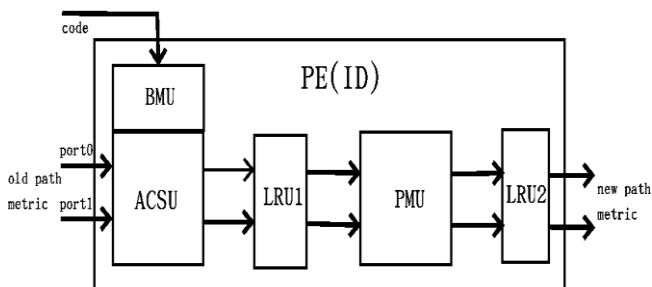 code
PE(ID)
BMU
port0
old path
metric port1
ACSU
LRU1
PMU
LRU2
new path
metric